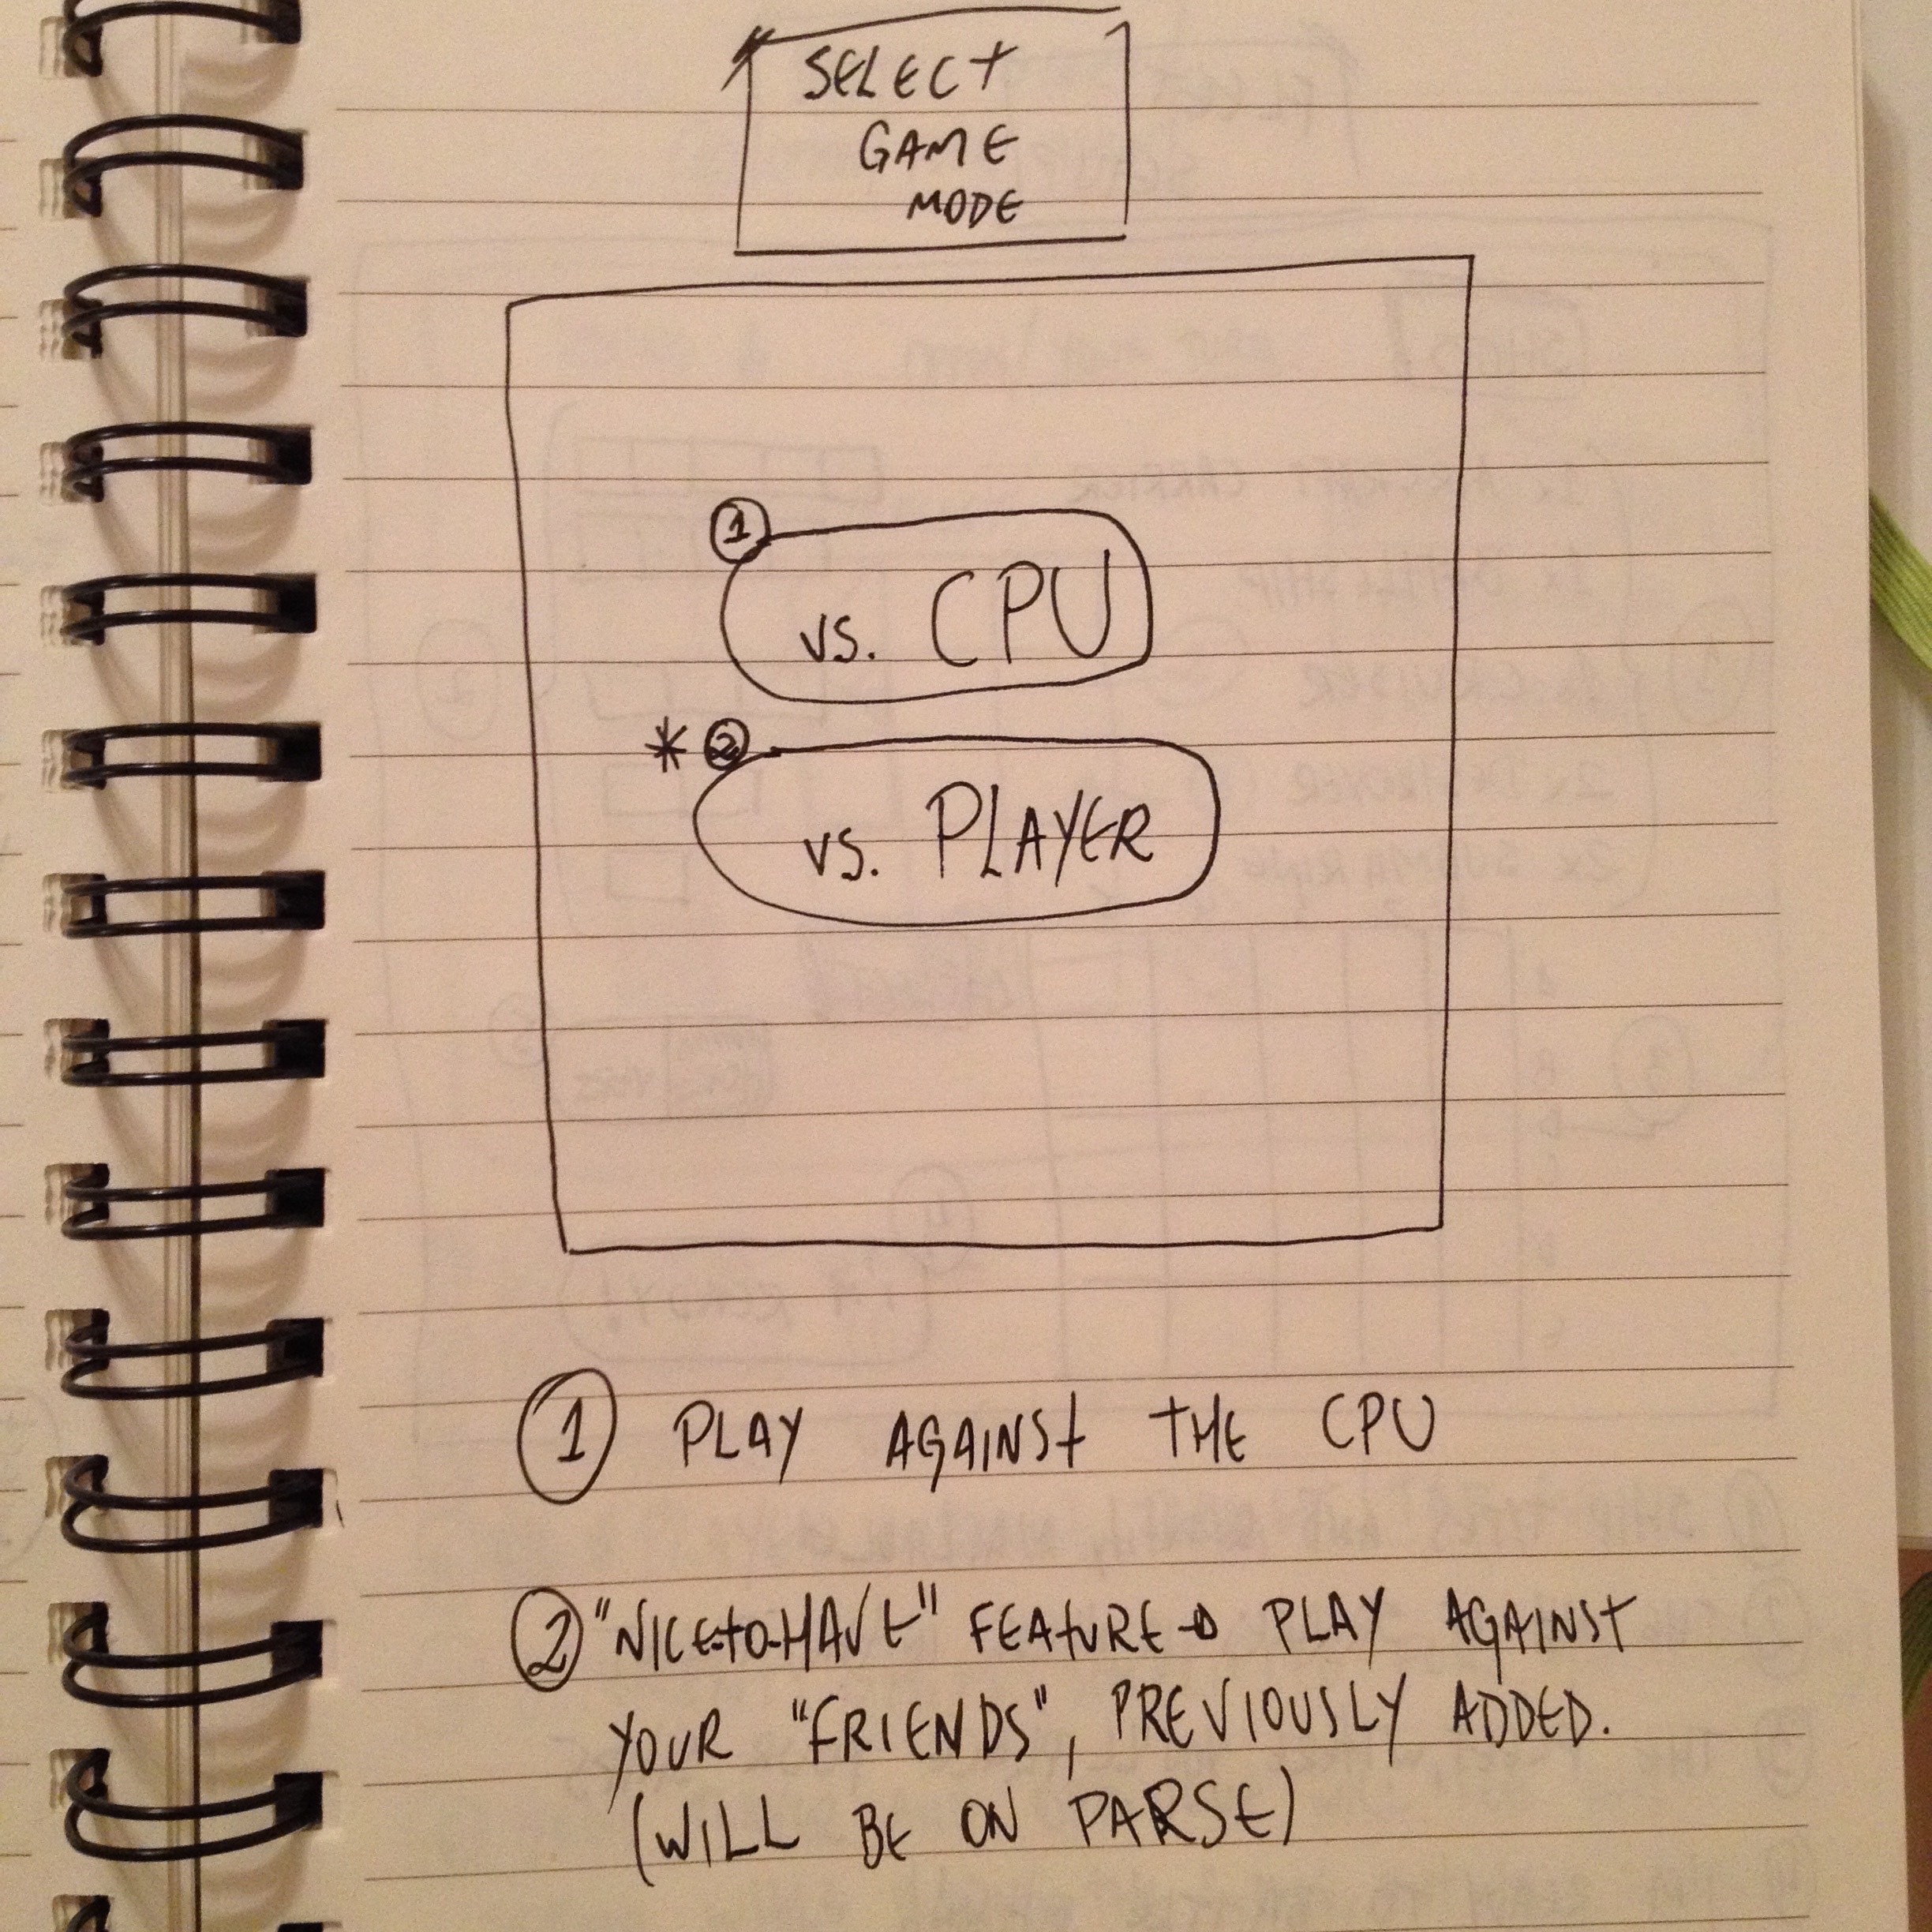 SELECT
GAME
MODE
1
vs. CPU
* 2
vs. PLAYER
1 PLAY AGAINST THE CPU
2 "NICE-TO-HAVE" FEATURE → PLAY AGAINST
YOUR "FRIENDS", PREVIOUSLY ADDED.
(WILL BE ON PARSE)